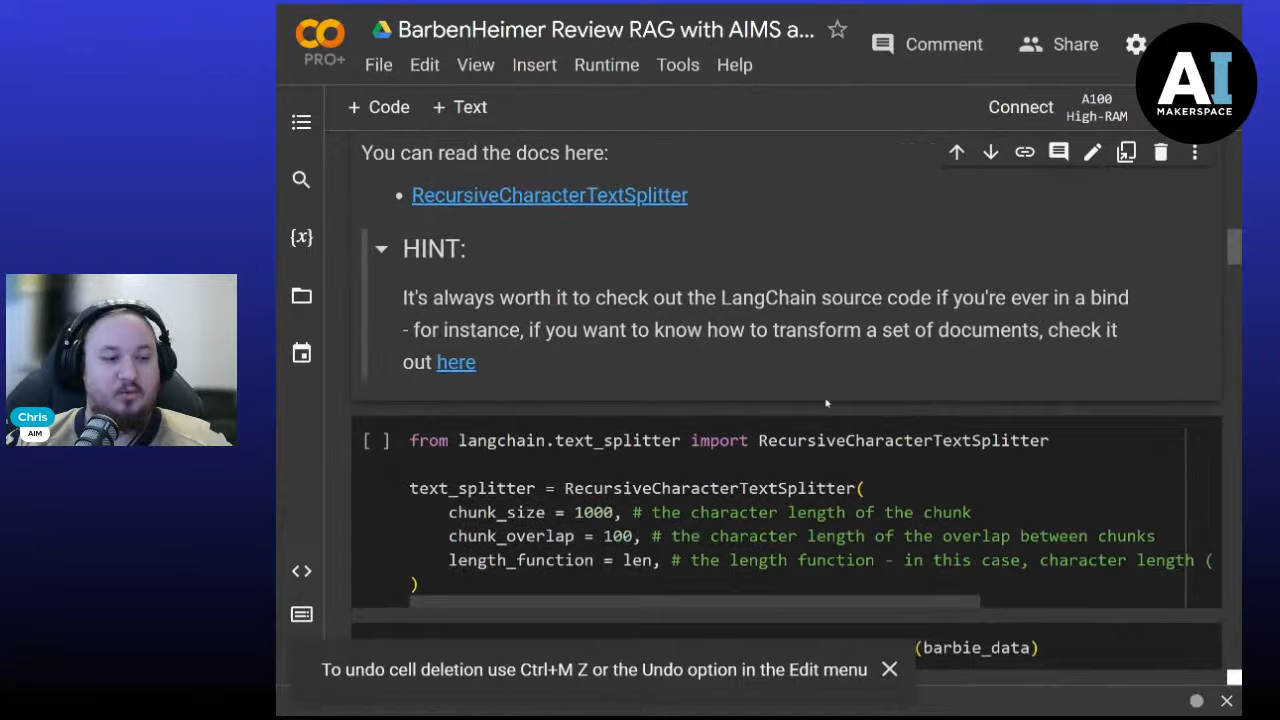 BarbenHeimer Review RAG with AIMS a...
PRO+
File Edit View Insert Runtime Tools Help
Comment
Share
AI
MAKERSPACE
+ Code + Text
Connect
A100
High-RAM
You can read the docs here:
• RecursiveCharacterTextSplitter
HINT:
It's always worth it to check out the LangChain source code if you're ever in a bind
- for instance, if you want to know how to transform a set of documents, check it
out here
Chris
AIM
[ ] from langchain.text_splitter import RecursiveCharacterTextSplitter
text_splitter = RecursiveCharacterTextSplitter(
chunk_size = 1000, # the character length of the chunk
chunk_overlap = 100, # the character length of the overlap between chunks
length_function = len, # the length function - in this case, character length (
)
(barbie_data)
To undo cell deletion use Ctrl+M Z or the Undo option in the Edit menu